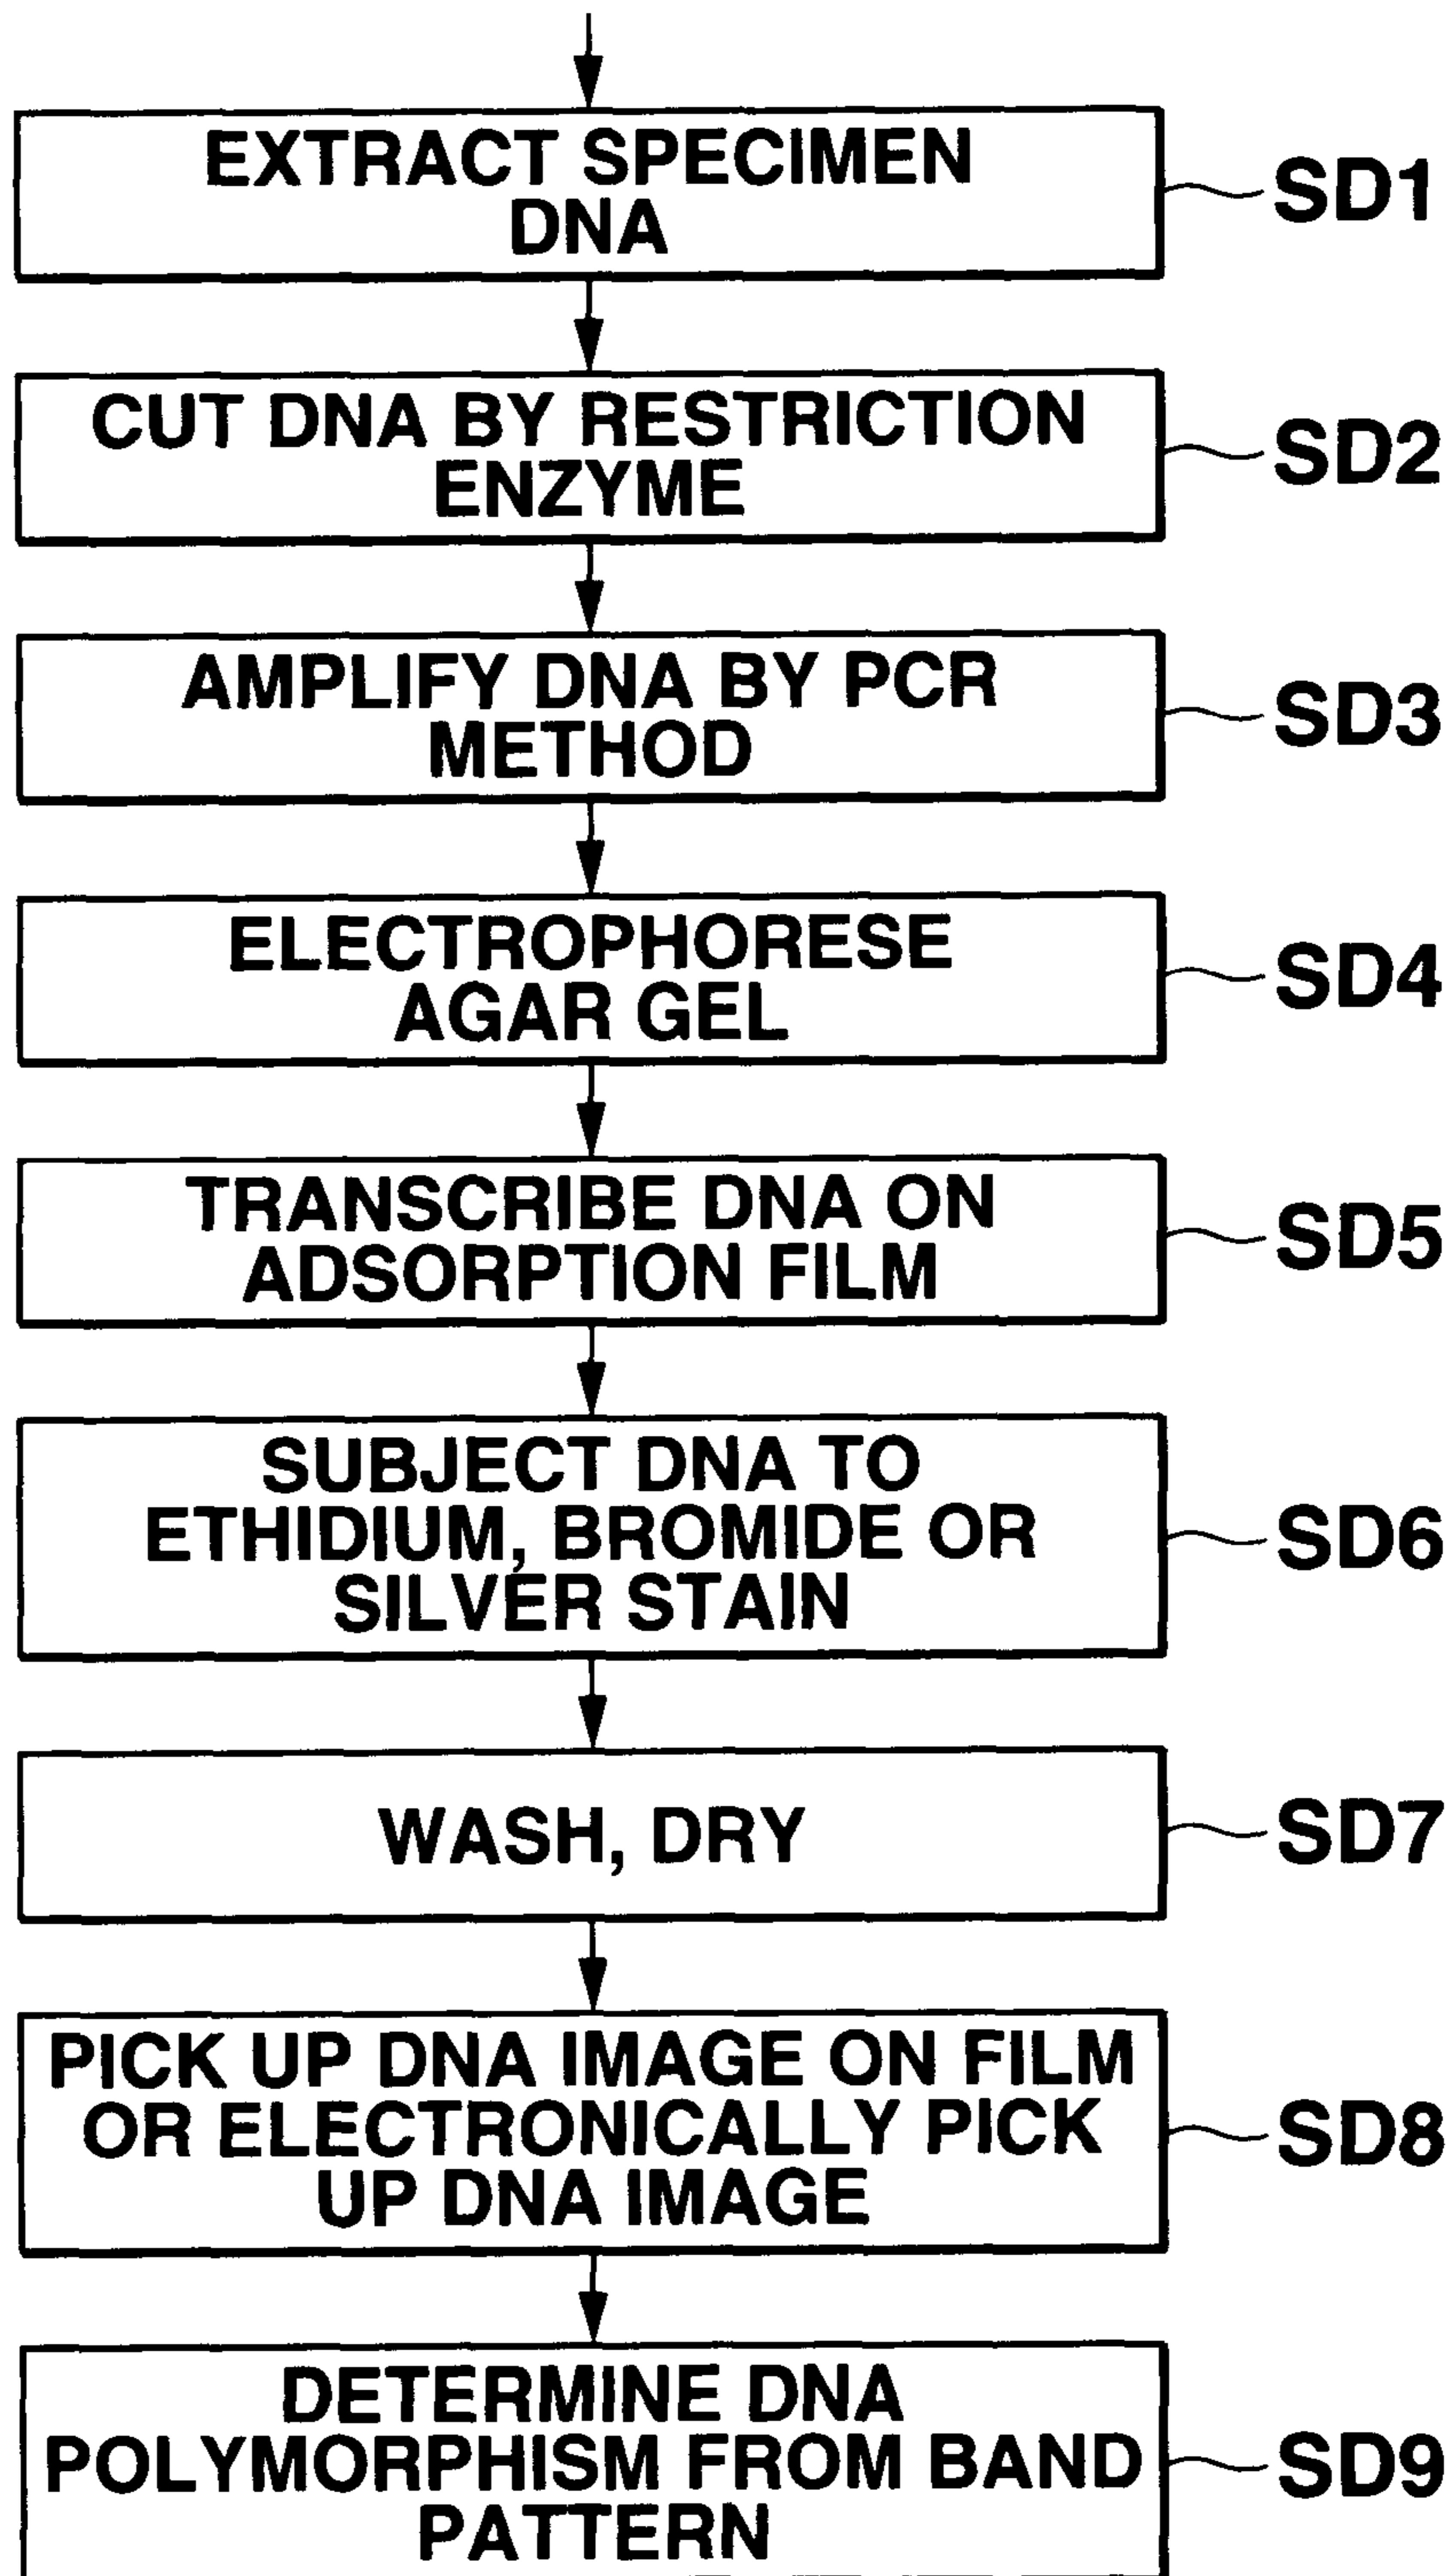 EXTRACT SPECIMEN
DNA
SD1
CUT DNA BY RESTRICTION
ENZYME
SD2
AMPLIFY DNA BY PCR
METHOD
SD3
ELECTROPHORESE
AGAR GEL
SD4
TRANSCRIBE DNA ON
ADSORPTION FILM
SD5
SUBJECT DNA TO
ETHIDIUM, BROMIDE OR
SILVER STAIN
SD6
WASH, DRY
SD7
PICK UP DNA IMAGE ON FILM
OR ELECTRONICALLY PICK
UP DNA IMAGE
SD8
DETERMINE DNA
POLYMORPHISM FROM BAND
PATTERN
SD9